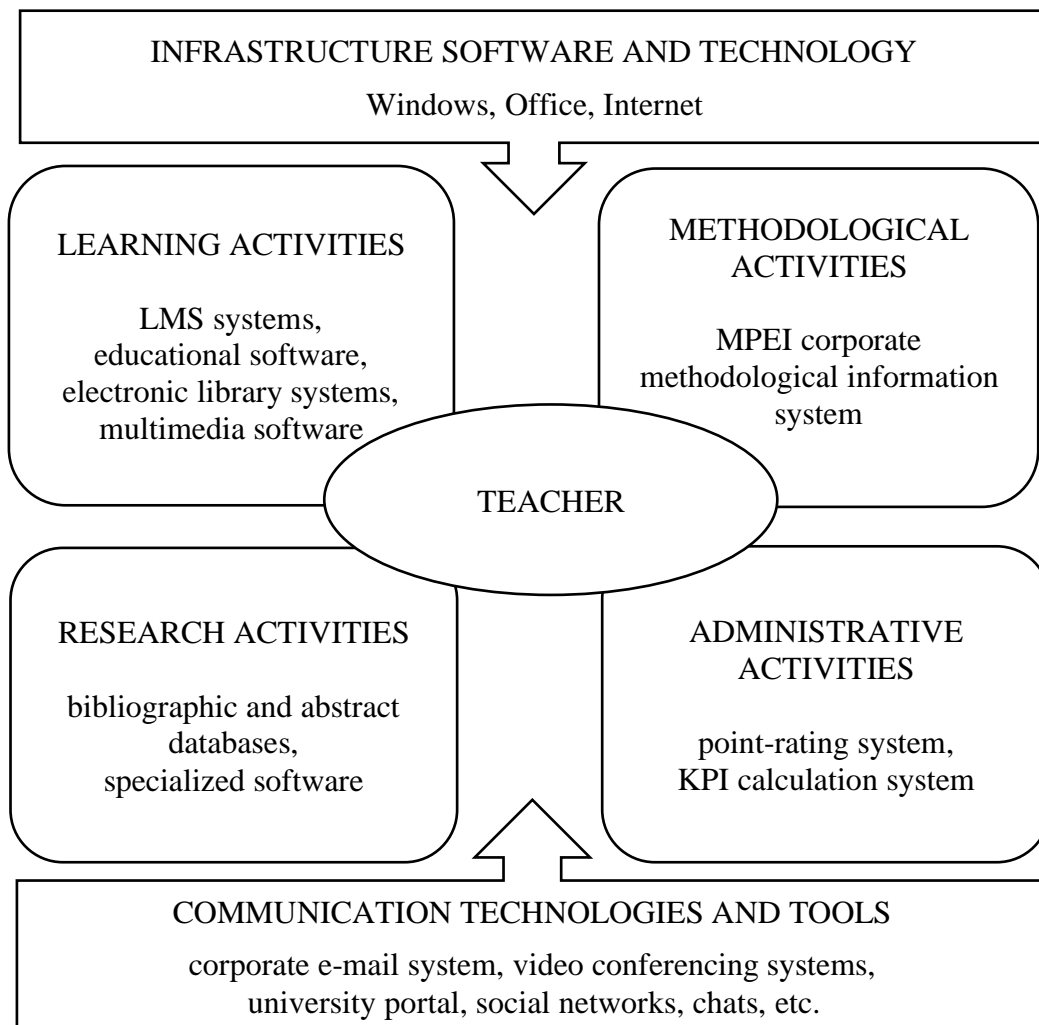 INFRASTRUCTURE SOFTWARE AND TECHNOLOGY
Windows, Office, Internet
LEARNING ACTIVITIES
LMS systems,
educational software,
electronic library systems,
multimedia software
METHODOLOGICAL
ACTIVITIES
MPEI corporate
methodological information
system
TEACHER
RESEARCH ACTIVITIES
bibliographic and abstract
databases,
specialized software
ADMINISTRATIVE
ACTIVITIES
point-rating system,
KPI calculation system
COMMUNICATION TECHNOLOGIES AND TOOLS
corporate e-mail system, video conferencing systems,
university portal, social networks, chats, etc.